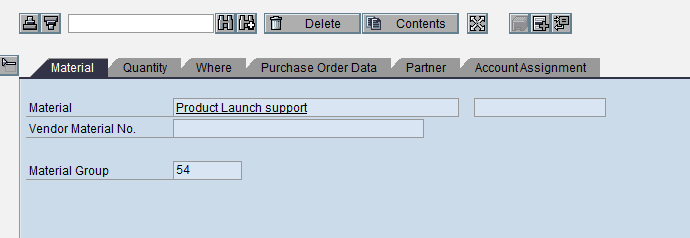 Delete Contents
Material Quantity Where Purchase Order Data Partner Account Assignment
Material Product Launch support
Vendor Material No.
Material Group 54